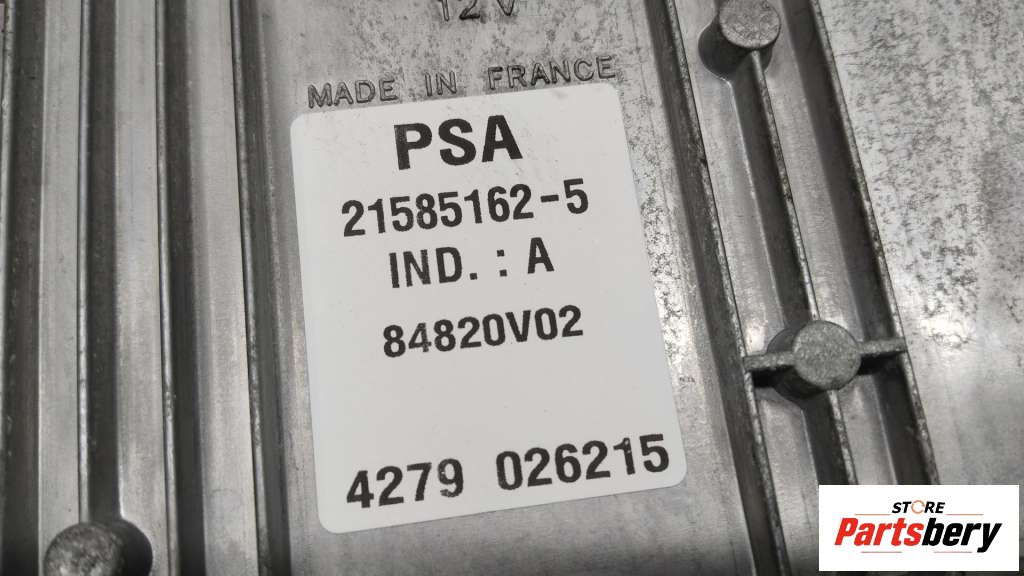 12V
MADE IN FRANCE
PSA
21585162-5
IND. : A
84820V02
4279 026215
STORE
Partsbery